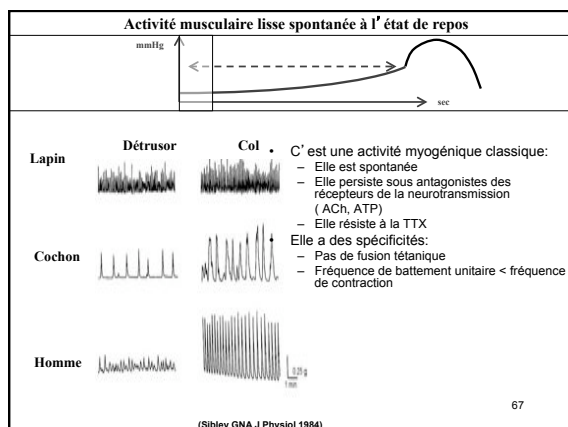 Activité musculaire lisse spontanée à l'état de repos
mmHg
sec
Détrusor
Col
Lapin
Cochon
Homme
• C'est une activité myogénique classique:
– Elle est spontanée
– Elle persiste sous antagonistes des
récepteurs de la neurotransmission
( ACh, ATP)
– Elle résiste à la TTX
• Elle a des spécificités:
– Pas de fusion tétanique
– Fréquence de battement unitaire < fréquence
de contraction
0.25 g
1 min
67
(Sibley GNA J Physiol 1984)